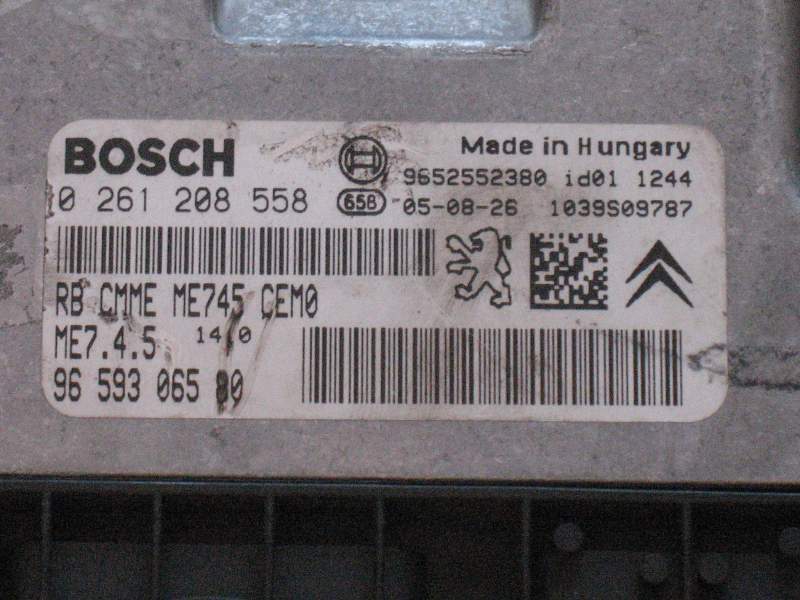 BOSCH
Made in Hungary
9652552380 id01 1244
0 261 208 558
658
05-08-26 1039S09787
RB CMME ME745 CEM0
ME7.4.5 14.0
96 593 065 80